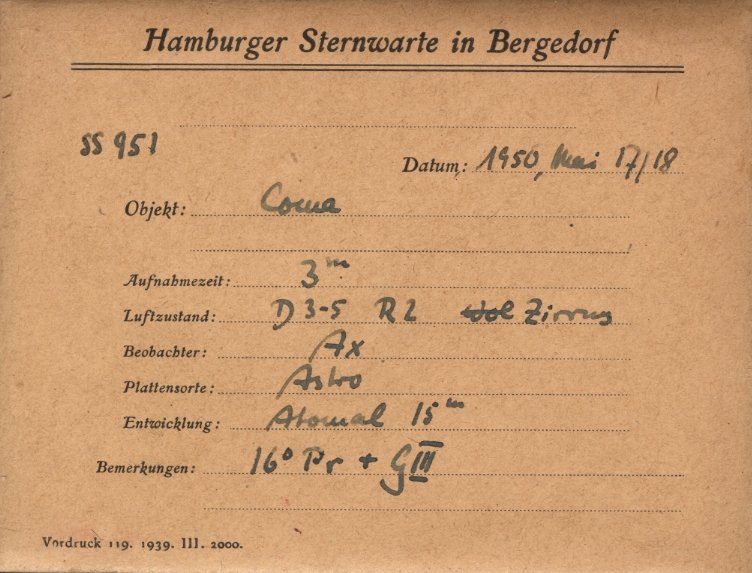 Hamburger Sternwarte in Bergedorf
SS 951
Datum: 1950, Mai 17/18
Objekt: Coma
Aufnahmezeit: 3ᵐ
Luftzustand: D 3-5 R 2 Zirrus
Beobachter: Ax
Plattensorte: Astro
Entwicklung: Atomal 15ᵐ
Bemerkungen: 16° Pr + G III
Vordruck 119. 1939. III. 2000.